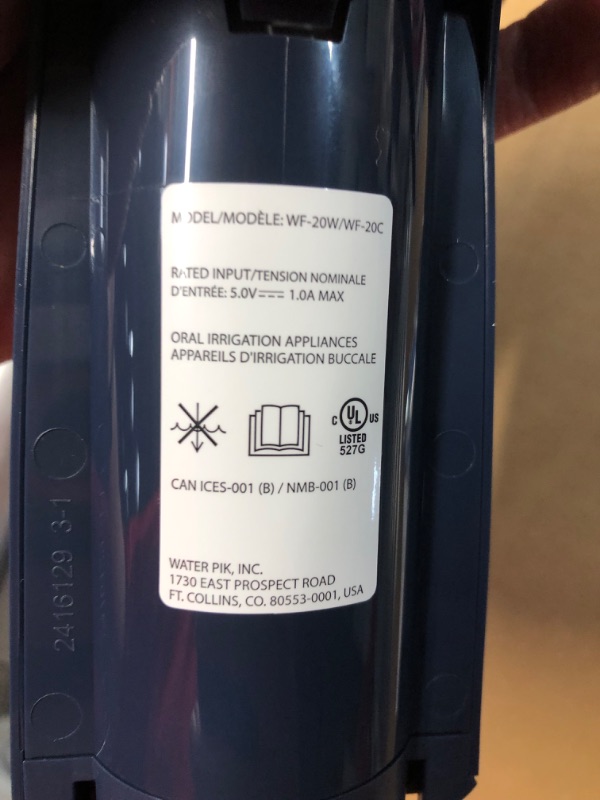 MODEL/MODÈLE: WF-20W/WF-20C
RATED INPUT/TENSION NOMINALE
D'ENTRÉE: 5.0V⎓ 1.0A MAX
ORAL IRRIGATION APPLIANCES
APPAREILS D'IRRIGATION BUCCALE
C UL US
LISTED
527G
CAN ICES-001 (B) / NMB-001 (B)
WATER PIK, INC.
1730 EAST PROSPECT ROAD
FT. COLLINS, CO. 80553-0001, USA
2416129 3-1